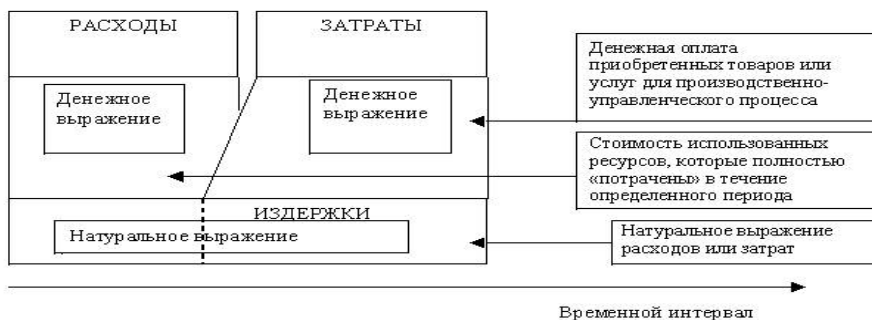 РАСХОДЫ
ЗАТРАТЫ
Денежное
выражение
Денежное
выражение
Денежная оплата
приобретенных товаров или
услуг для производственно-
управленческого процесса
Стоимость использованных
ресурсов, которые полностью
«потрачены» в течение
определенного периода
ИЗДЕРЖКИ
Натуральное выражение
Натуральное выражение
расходов или затрат
Временной интервал